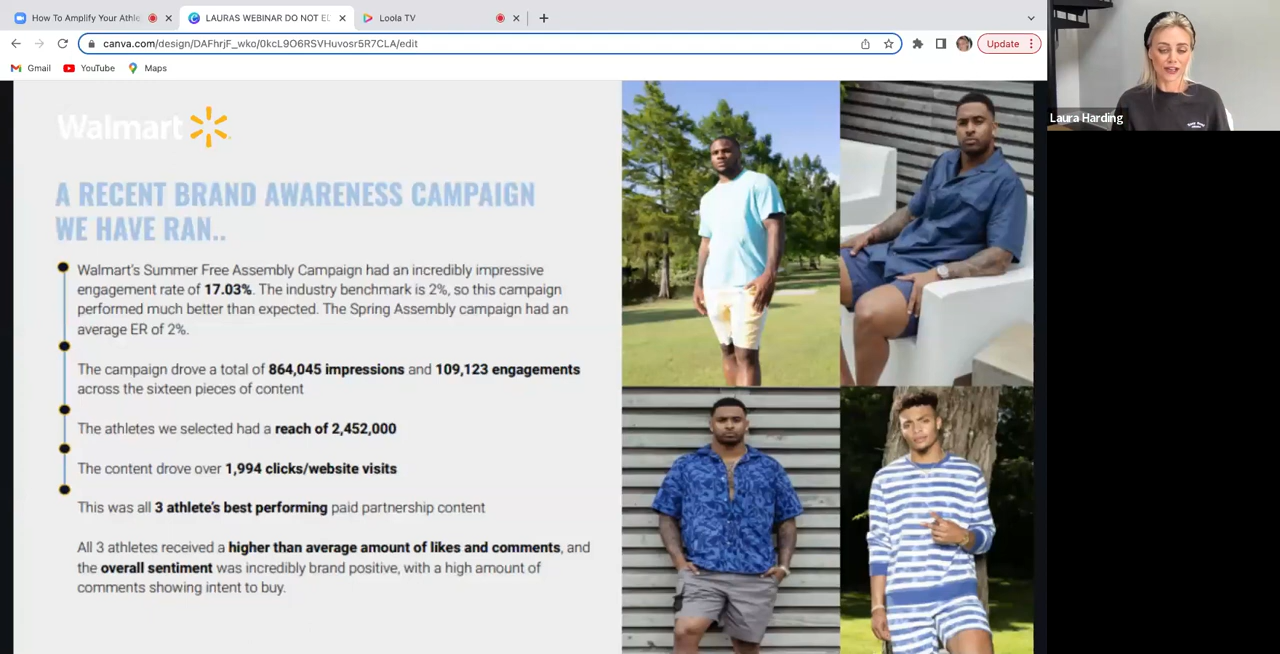 How To Amplify Your Athle
LAURAS WEBINAR DO NOT ED
Loola TV
canva.com/design/DAFhrjF_wko/0kcL9O6RSVHuvosr5R7CLA/edit
Update
Gmail
YouTube
Maps
Laura Harding
Walmart
A RECENT BRAND AWARENESS CAMPAIGN
WE HAVE RAN..
Walmart's Summer Free Assembly Campaign had an incredibly impressive
engagement rate of 17.03%. The industry benchmark is 2%, so this campaign
performed much better than expected. The Spring Assembly campaign had an
average ER of 2%.
The campaign drove a total of 864,045 impressions and 109,123 engagements
across the sixteen pieces of content
The athletes we selected had a reach of 2,452,000
The content drove over 1,994 clicks/website visits
This was all 3 athlete's best performing paid partnership content
All 3 athletes received a higher than average amount of likes and comments, and
the overall sentiment was incredibly brand positive, with a high amount of
comments showing intent to buy.